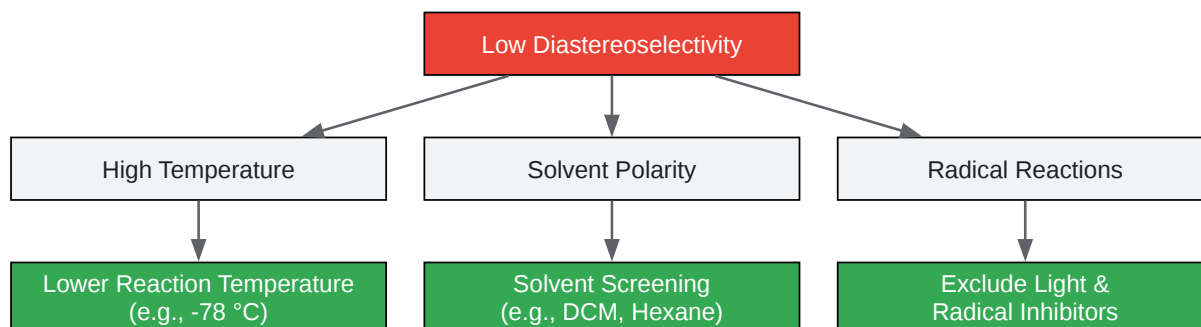 Low Diastereoselectivity
High Temperature
Solvent Polarity
Radical Reactions
Lower Reaction Temperature
(e.g., -78 °C)
Solvent Screening
(e.g., DCM, Hexane)
Exclude Light &
Radical Inhibitors